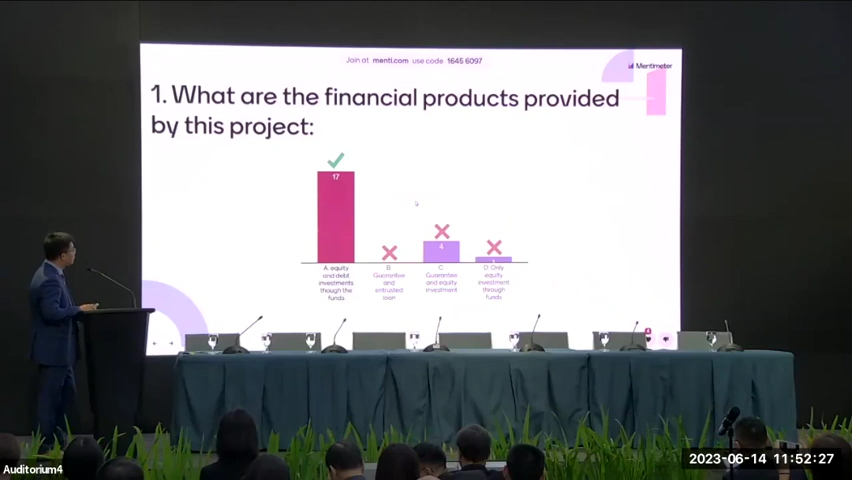 Join at menti.com use code 1645 6097
Mentimeter
1. What are the financial products provided
by this project:
17
4
A. equity
and debt
investments
though the
funds
B.
Guarantee
and
entrusted
loan
C.
Guarantee
and equity
investment
D. Only
equity
investment
through
funds
Auditorium4
2023-06-14 11:52:27